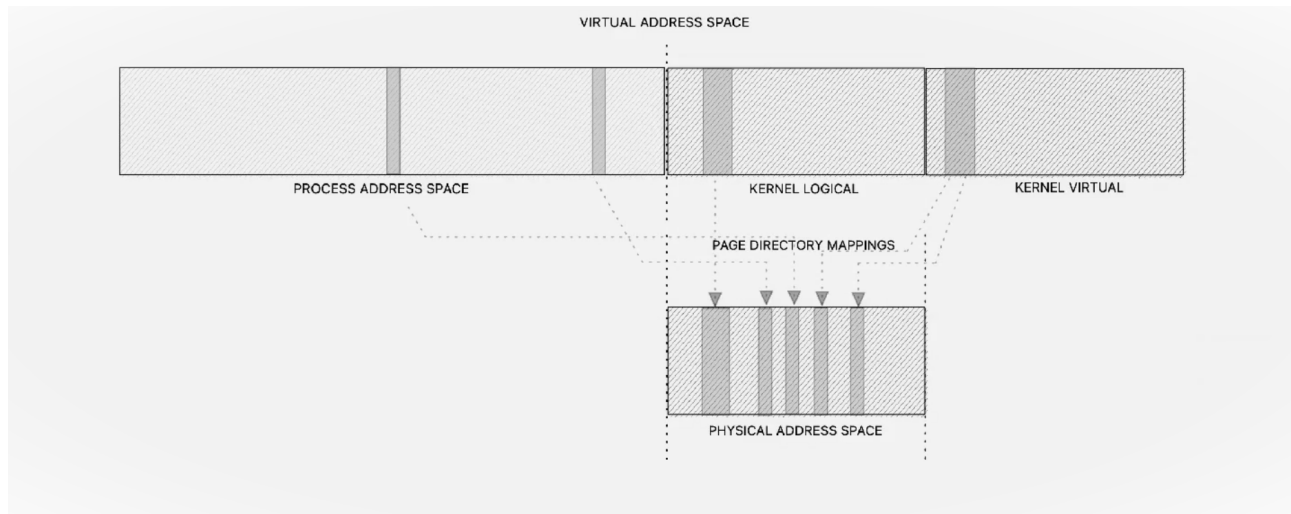 VIRTUAL ADDRESS SPACE
PROCESS ADDRESS SPACE
KERNEL LOGICAL
KERNEL VIRTUAL
PAGE DIRECTORY MAPPINGS
PHYSICAL ADDRESS SPACE